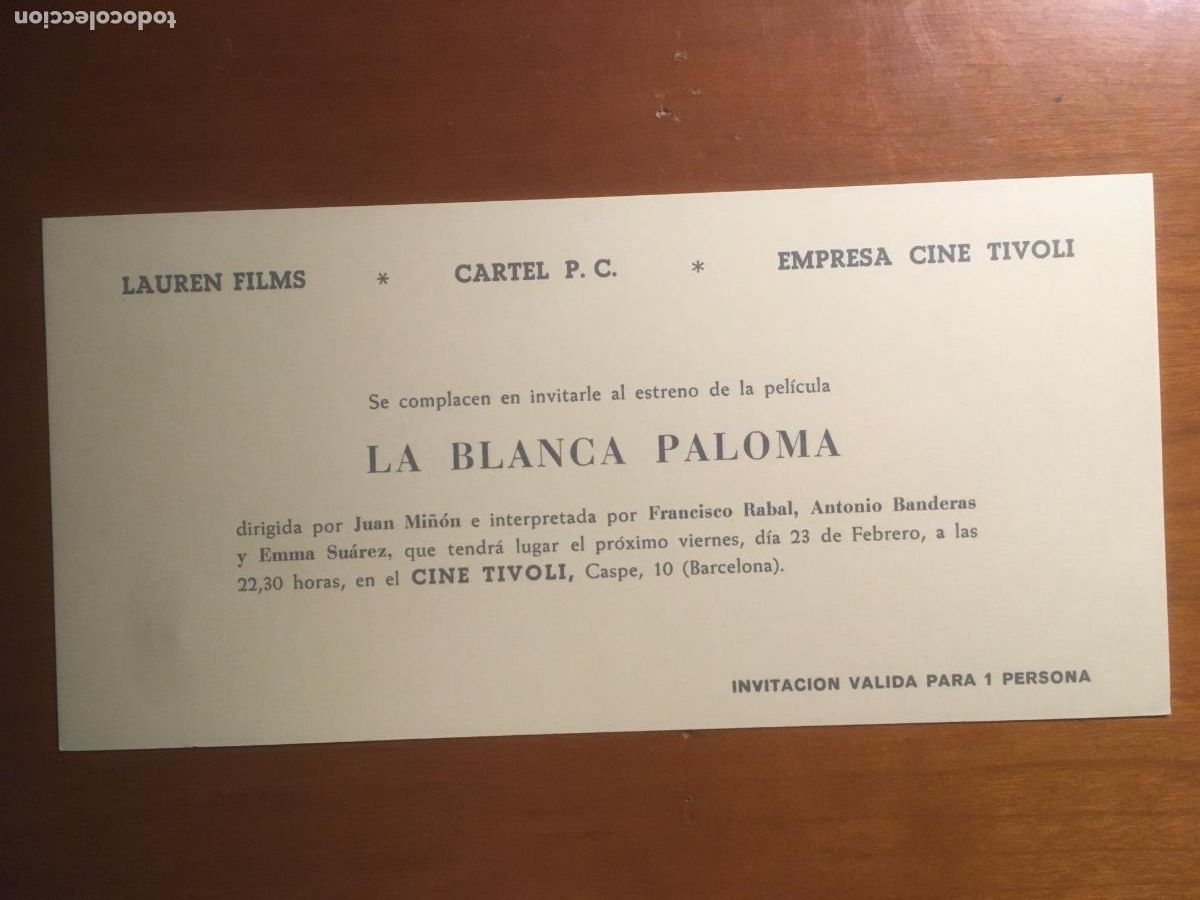 todocoleccion
LAUREN FILMS * CARTEL P. C. * EMPRESA CINE TIVOLI
Se complacen en invitarle al estreno de la película
LA BLANCA PALOMA
dirigida por Juan Miñón e interpretada por Francisco Rabal, Antonio Banderas
y Emma Suárez, que tendrá lugar el próximo viernes, día 23 de Febrero, a las
22,30 horas, en el CINE TIVOLI, Caspe, 10 (Barcelona).
INVITACION VALIDA PARA 1 PERSONA